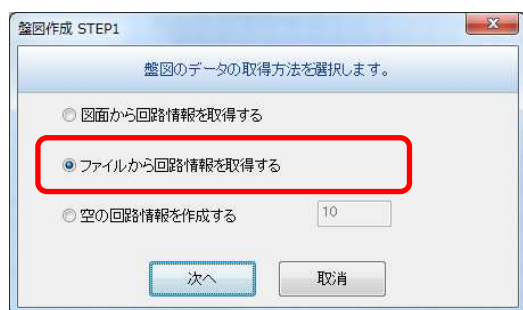 盤図作成 STEP1
盤図のデータの取得方法を選択します。
図面から回路情報を取得する
ファイルから回路情報を取得する
空の回路情報を作成する 10
次へ 取消